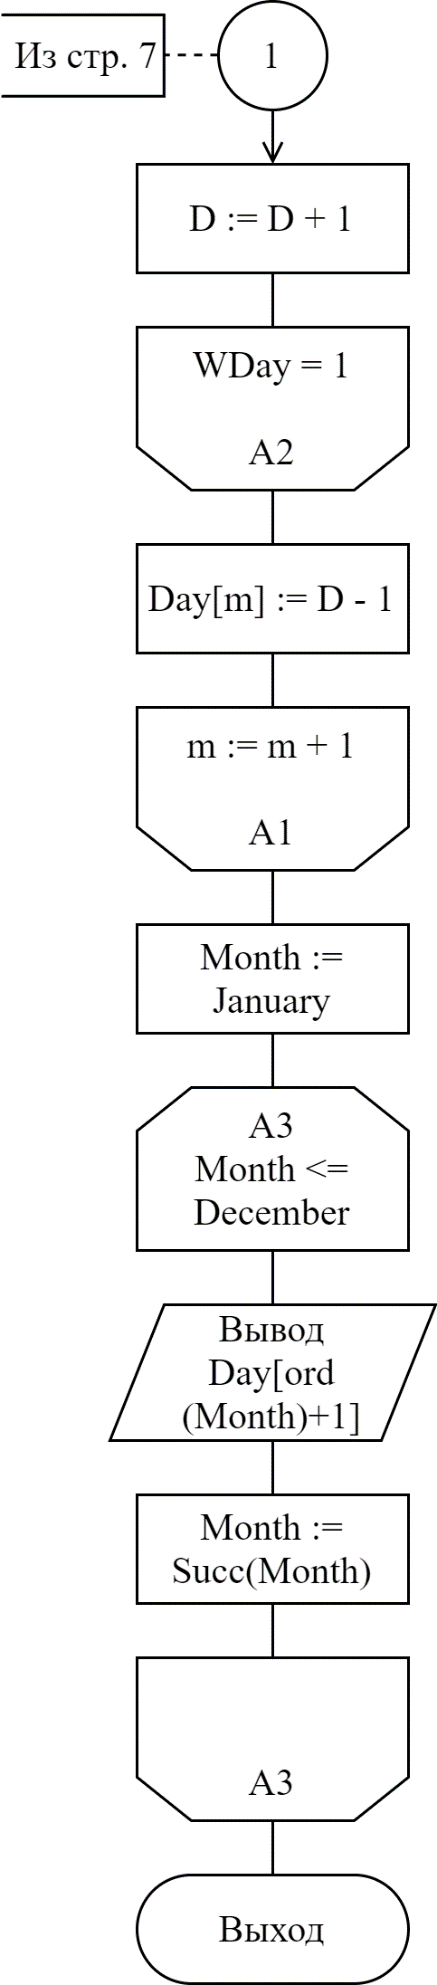 Из стр. 7
1
D := D + 1
WDay = 1
A2
Day[m] := D - 1
m := m + 1
A1
Month :=
January
A3
Month <=
December
Вывод
Day[ord
(Month)+1]
Month :=
Succ(Month)
A3
Выход